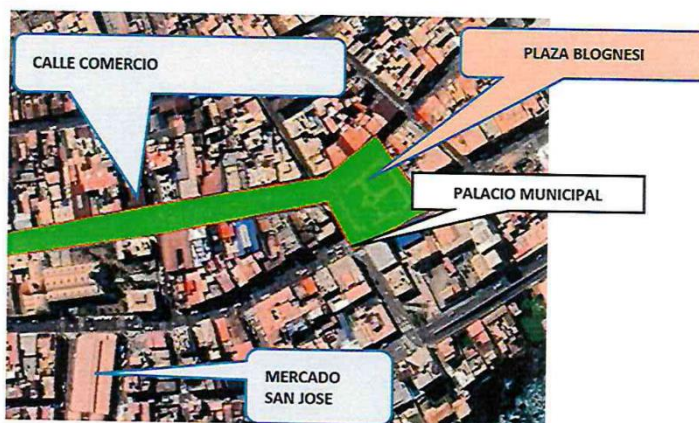 CALLE COMERCIO
PLAZA BLOGNESI
PALACIO MUNICIPAL
MERCADO
SAN JOSE